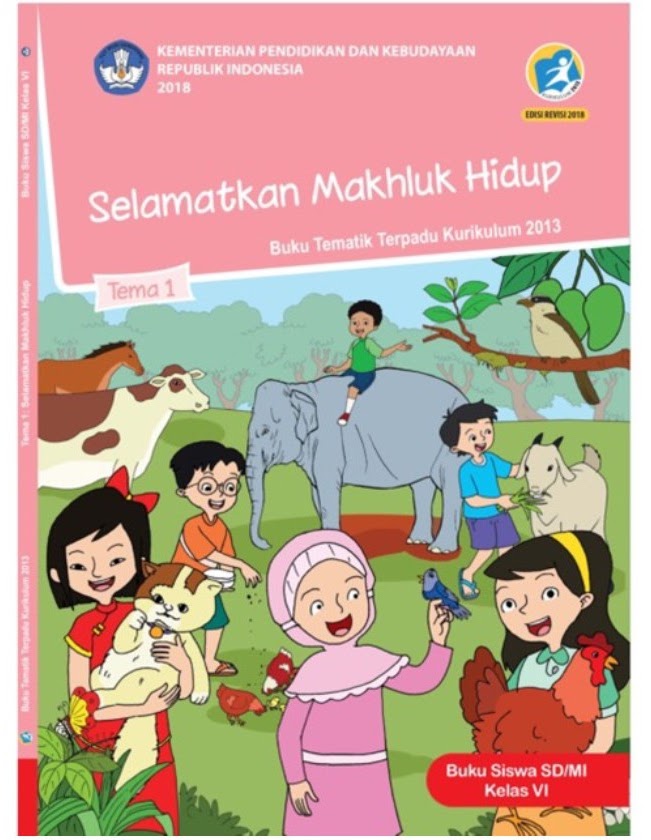 KEMENTERIAN PENDIDIKAN DAN KEBUDAYAAN
REPUBLIK INDONESIA
2018
EDISI REVISI 2018
Selamatkan Makhluk Hidup
Buku Tematik Terpadu Kurikulum 2013
Tema 1
Buku Siswa SD/MI
Kelas VI
Buku Siswa SD/MI Kelas VI
Tema 1: Selamatkan Makhluk Hidup
Buku Tematik Terpadu Kurikulum 2013